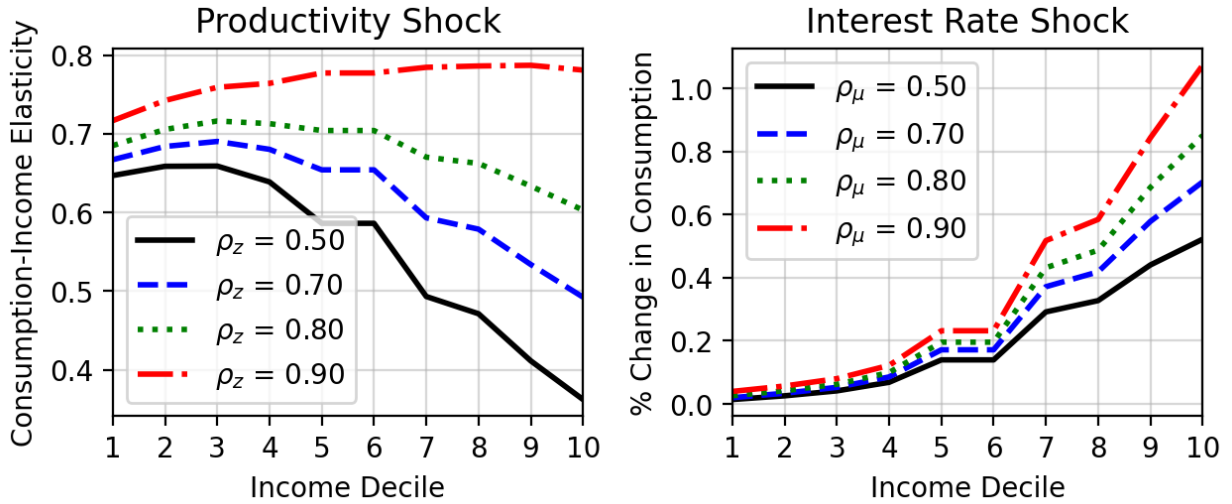 Productivity Shock
Consumption-Income Elasticity
0.8
0.7
0.6
0.5
0.4
ρz = 0.50
ρz = 0.70
ρz = 0.80
ρz = 0.90
1 2 3 4 5 6 7 8 9 10
Income Decile
Interest Rate Shock
% Change in Consumption
1.0
0.8
0.6
0.4
0.2
0.0
ρμ = 0.50
ρμ = 0.70
ρμ = 0.80
ρμ = 0.90
1 2 3 4 5 6 7 8 9 10
Income Decile